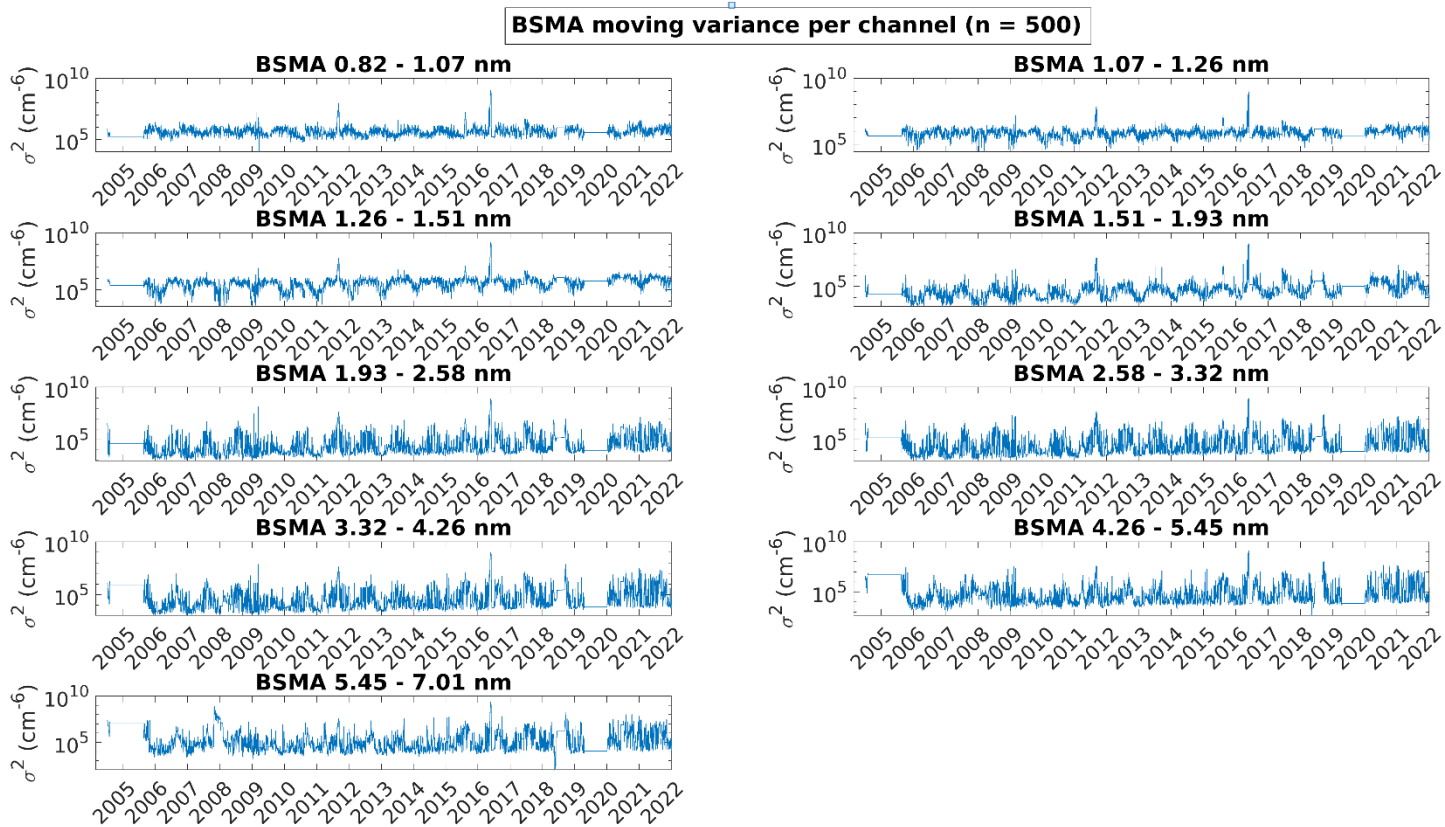 BSMA moving variance per channel (n = 500)
BSMA 0.82 - 1.07 nm
10^10
10^5
σ^2 (cm^-6)
2005 2006 2007 2008 2009 2010 2011 2012 2013 2014 2015 2016 2017 2018 2019 2020 2021 2022
BSMA 1.07 - 1.26 nm
10^10
10^5
σ^2 (cm^-6)
2005 2006 2007 2008 2009 2010 2011 2012 2013 2014 2015 2016 2017 2018 2019 2020 2021 2022
BSMA 1.26 - 1.51 nm
10^10
10^5
σ^2 (cm^-6)
2005 2006 2007 2008 2009 2010 2011 2012 2013 2014 2015 2016 2017 2018 2019 2020 2021 2022
BSMA 1.51 - 1.93 nm
10^10
10^5
σ^2 (cm^-6)
2005 2006 2007 2008 2009 2010 2011 2012 2013 2014 2015 2016 2017 2018 2019 2020 2021 2022
BSMA 1.93 - 2.58 nm
10^10
10^5
σ^2 (cm^-6)
2005 2006 2007 2008 2009 2010 2011 2012 2013 2014 2015 2016 2017 2018 2019 2020 2021 2022
BSMA 2.58 - 3.32 nm
10^10
10^5
σ^2 (cm^-6)
2005 2006 2007 2008 2009 2010 2011 2012 2013 2014 2015 2016 2017 2018 2019 2020 2021 2022
BSMA 3.32 - 4.26 nm
10^10
10^5
σ^2 (cm^-6)
2005 2006 2007 2008 2009 2010 2011 2012 2013 2014 2015 2016 2017 2018 2019 2020 2021 2022
BSMA 4.26 - 5.45 nm
10^10
10^5
σ^2 (cm^-6)
2005 2006 2007 2008 2009 2010 2011 2012 2013 2014 2015 2016 2017 2018 2019 2020 2021 2022
BSMA 5.45 - 7.01 nm
10^10
10^5
σ^2 (cm^-6)
2005 2006 2007 2008 2009 2010 2011 2012 2013 2014 2015 2016 2017 2018 2019 2020 2021 2022